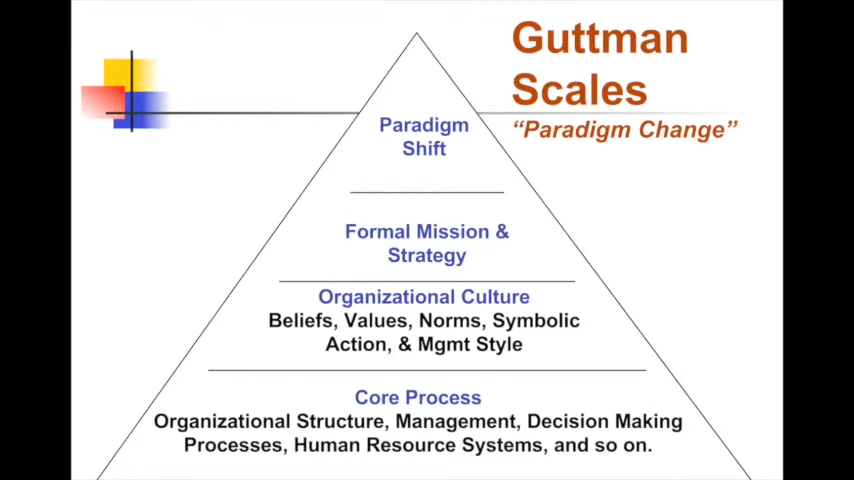 Guttman
Scales
“Paradigm Change”
Paradigm
Shift
Formal Mission &
Strategy
Organizational Culture
Beliefs, Values, Norms, Symbolic
Action, & Mgmt Style
Core Process
Organizational Structure, Management, Decision Making
Processes, Human Resource Systems, and so on.